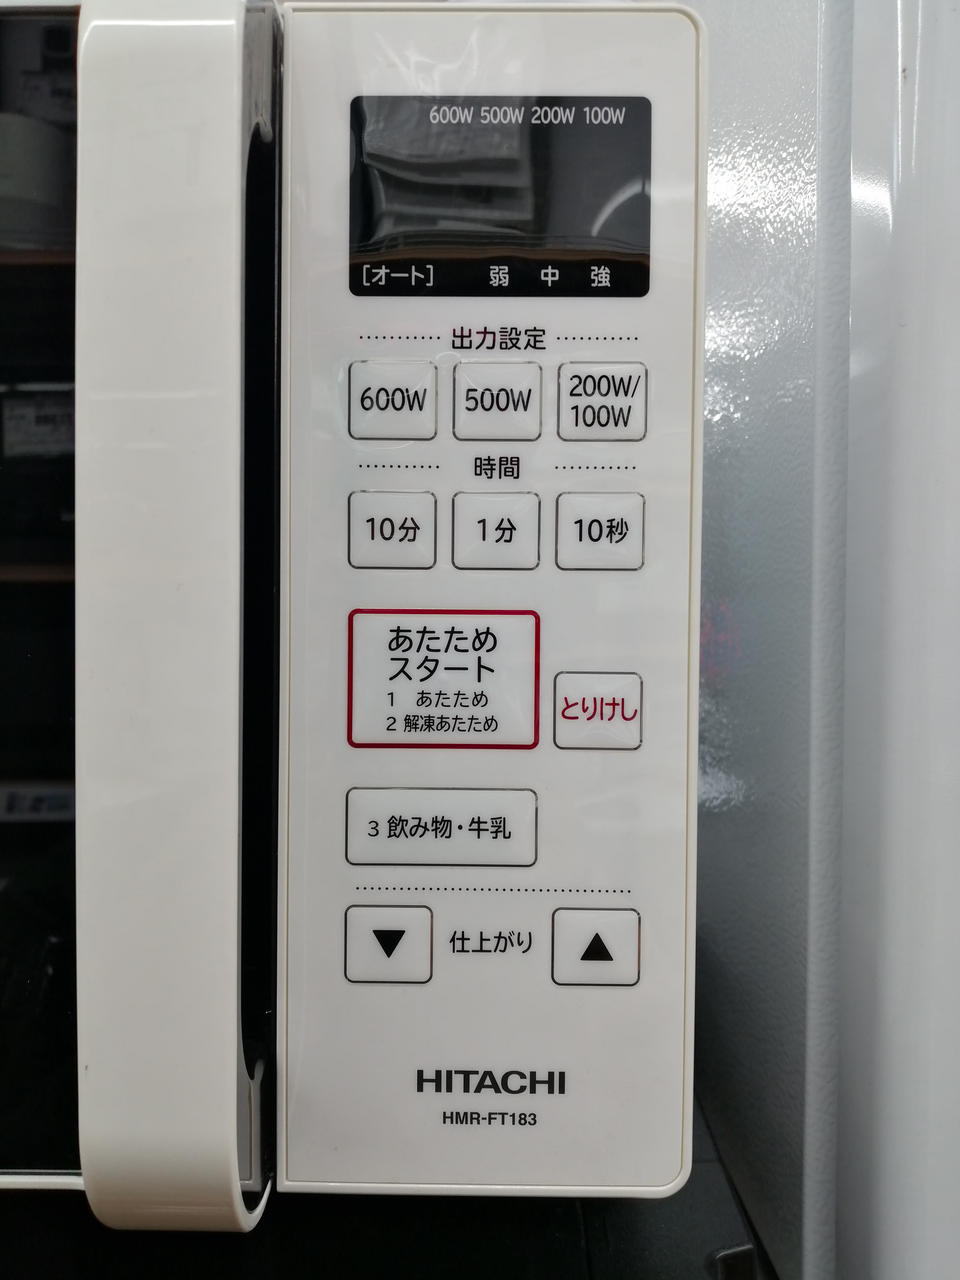 600W 500W 200W 100W
[オート] 弱 中 強
出力設定
600W 500W 200W/
100W
時間
10分 1分 10秒
あたため
スタート
1 あたため
2 解凍あたため
とりけし
3 飲み物・牛乳
▼ 仕上がり ▲
HITACHI
HMR-FT183